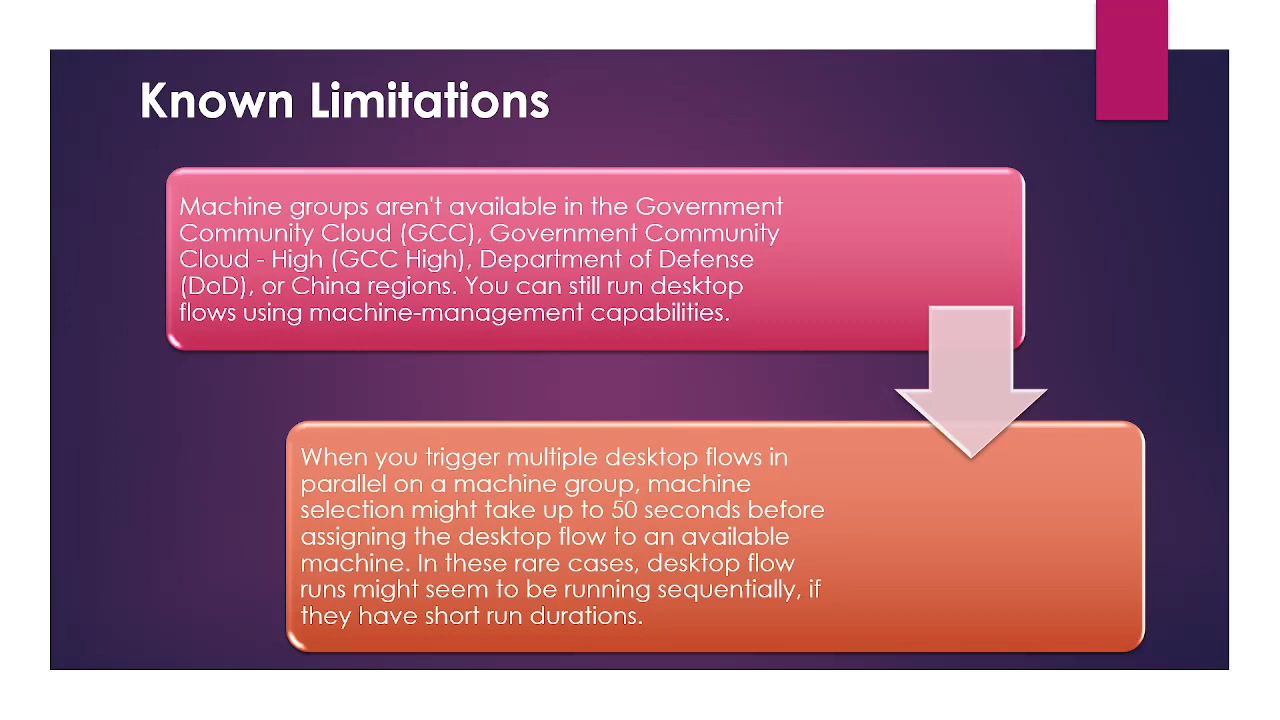 Known Limitations
Machine groups aren't available in the Government
Community Cloud (GCC), Government Community
Cloud - High (GCC High), Department of Defense
(DoD), or China regions. You can still run desktop
flows using machine-management capabilities.
When you trigger multiple desktop flows in
parallel on a machine group, machine
selection might take up to 50 seconds before
assigning the desktop flow to an available
machine. In these rare cases, desktop flow
runs might seem to be running sequentially, if
they have short run durations.